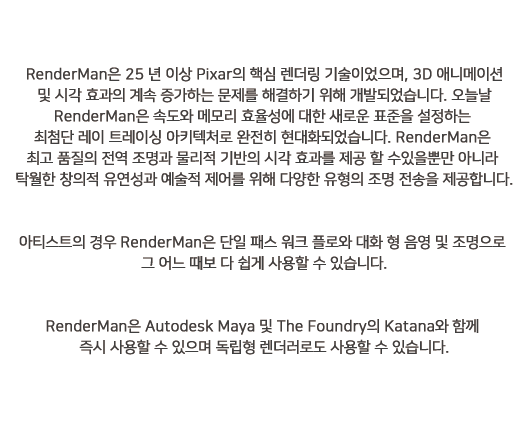 RenderMan은 25 년 이상 Pixar의 핵심 렌더링 기술이었으며, 3D 애니메이션
및 시각 효과의 계속 증가하는 문제를 해결하기 위해 개발되었습니다. 오늘날
RenderMan은 속도와 메모리 효율성에 대한 새로운 표준을 설정하는
최첨단 레이 트레이싱 아키텍처로 완전히 현대화되었습니다. RenderMan은
최고 품질의 전역 조명과 물리적 기반의 시각 효과를 제공 할 수있을뿐만 아니라
탁월한 창의적 유연성과 예술적 제어를 위해 다양한 유형의 조명 전송을 제공합니다.
아티스트의 경우 RenderMan은 단일 패스 워크 플로와 대화 형 음영 및 조명으로
그 어느 때보 다 쉽게 사용할 수 있습니다.
RenderMan은 Autodesk Maya 및 The Foundry의 Katana와 함께
즉시 사용할 수 있으며 독립형 렌더러로도 사용할 수 있습니다.